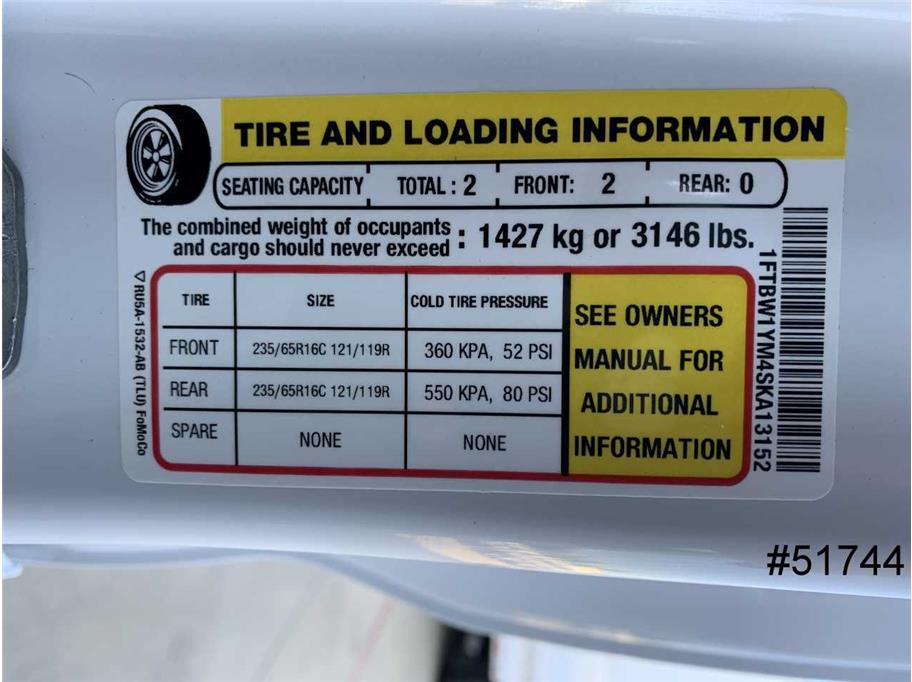 TIRE AND LOADING INFORMATION
SEATING CAPACITY TOTAL : 2 FRONT: 2 REAR: 0
The combined weight of occupants
and cargo should never exceed : 1427 kg or 3146 lbs.
TIRE SIZE COLD TIRE PRESSURE
FRONT 235/65R16C 121/119R 360 KPA, 52 PSI
REAR 235/65R16C 121/119R 550 KPA, 80 PSI
SPARE NONE NONE
SEE OWNERS
MANUAL FOR
ADDITIONAL
INFORMATION
1FTBW1YM4SKA13152
RU5A-1532-AB (TLU) FoMoCo
#51744